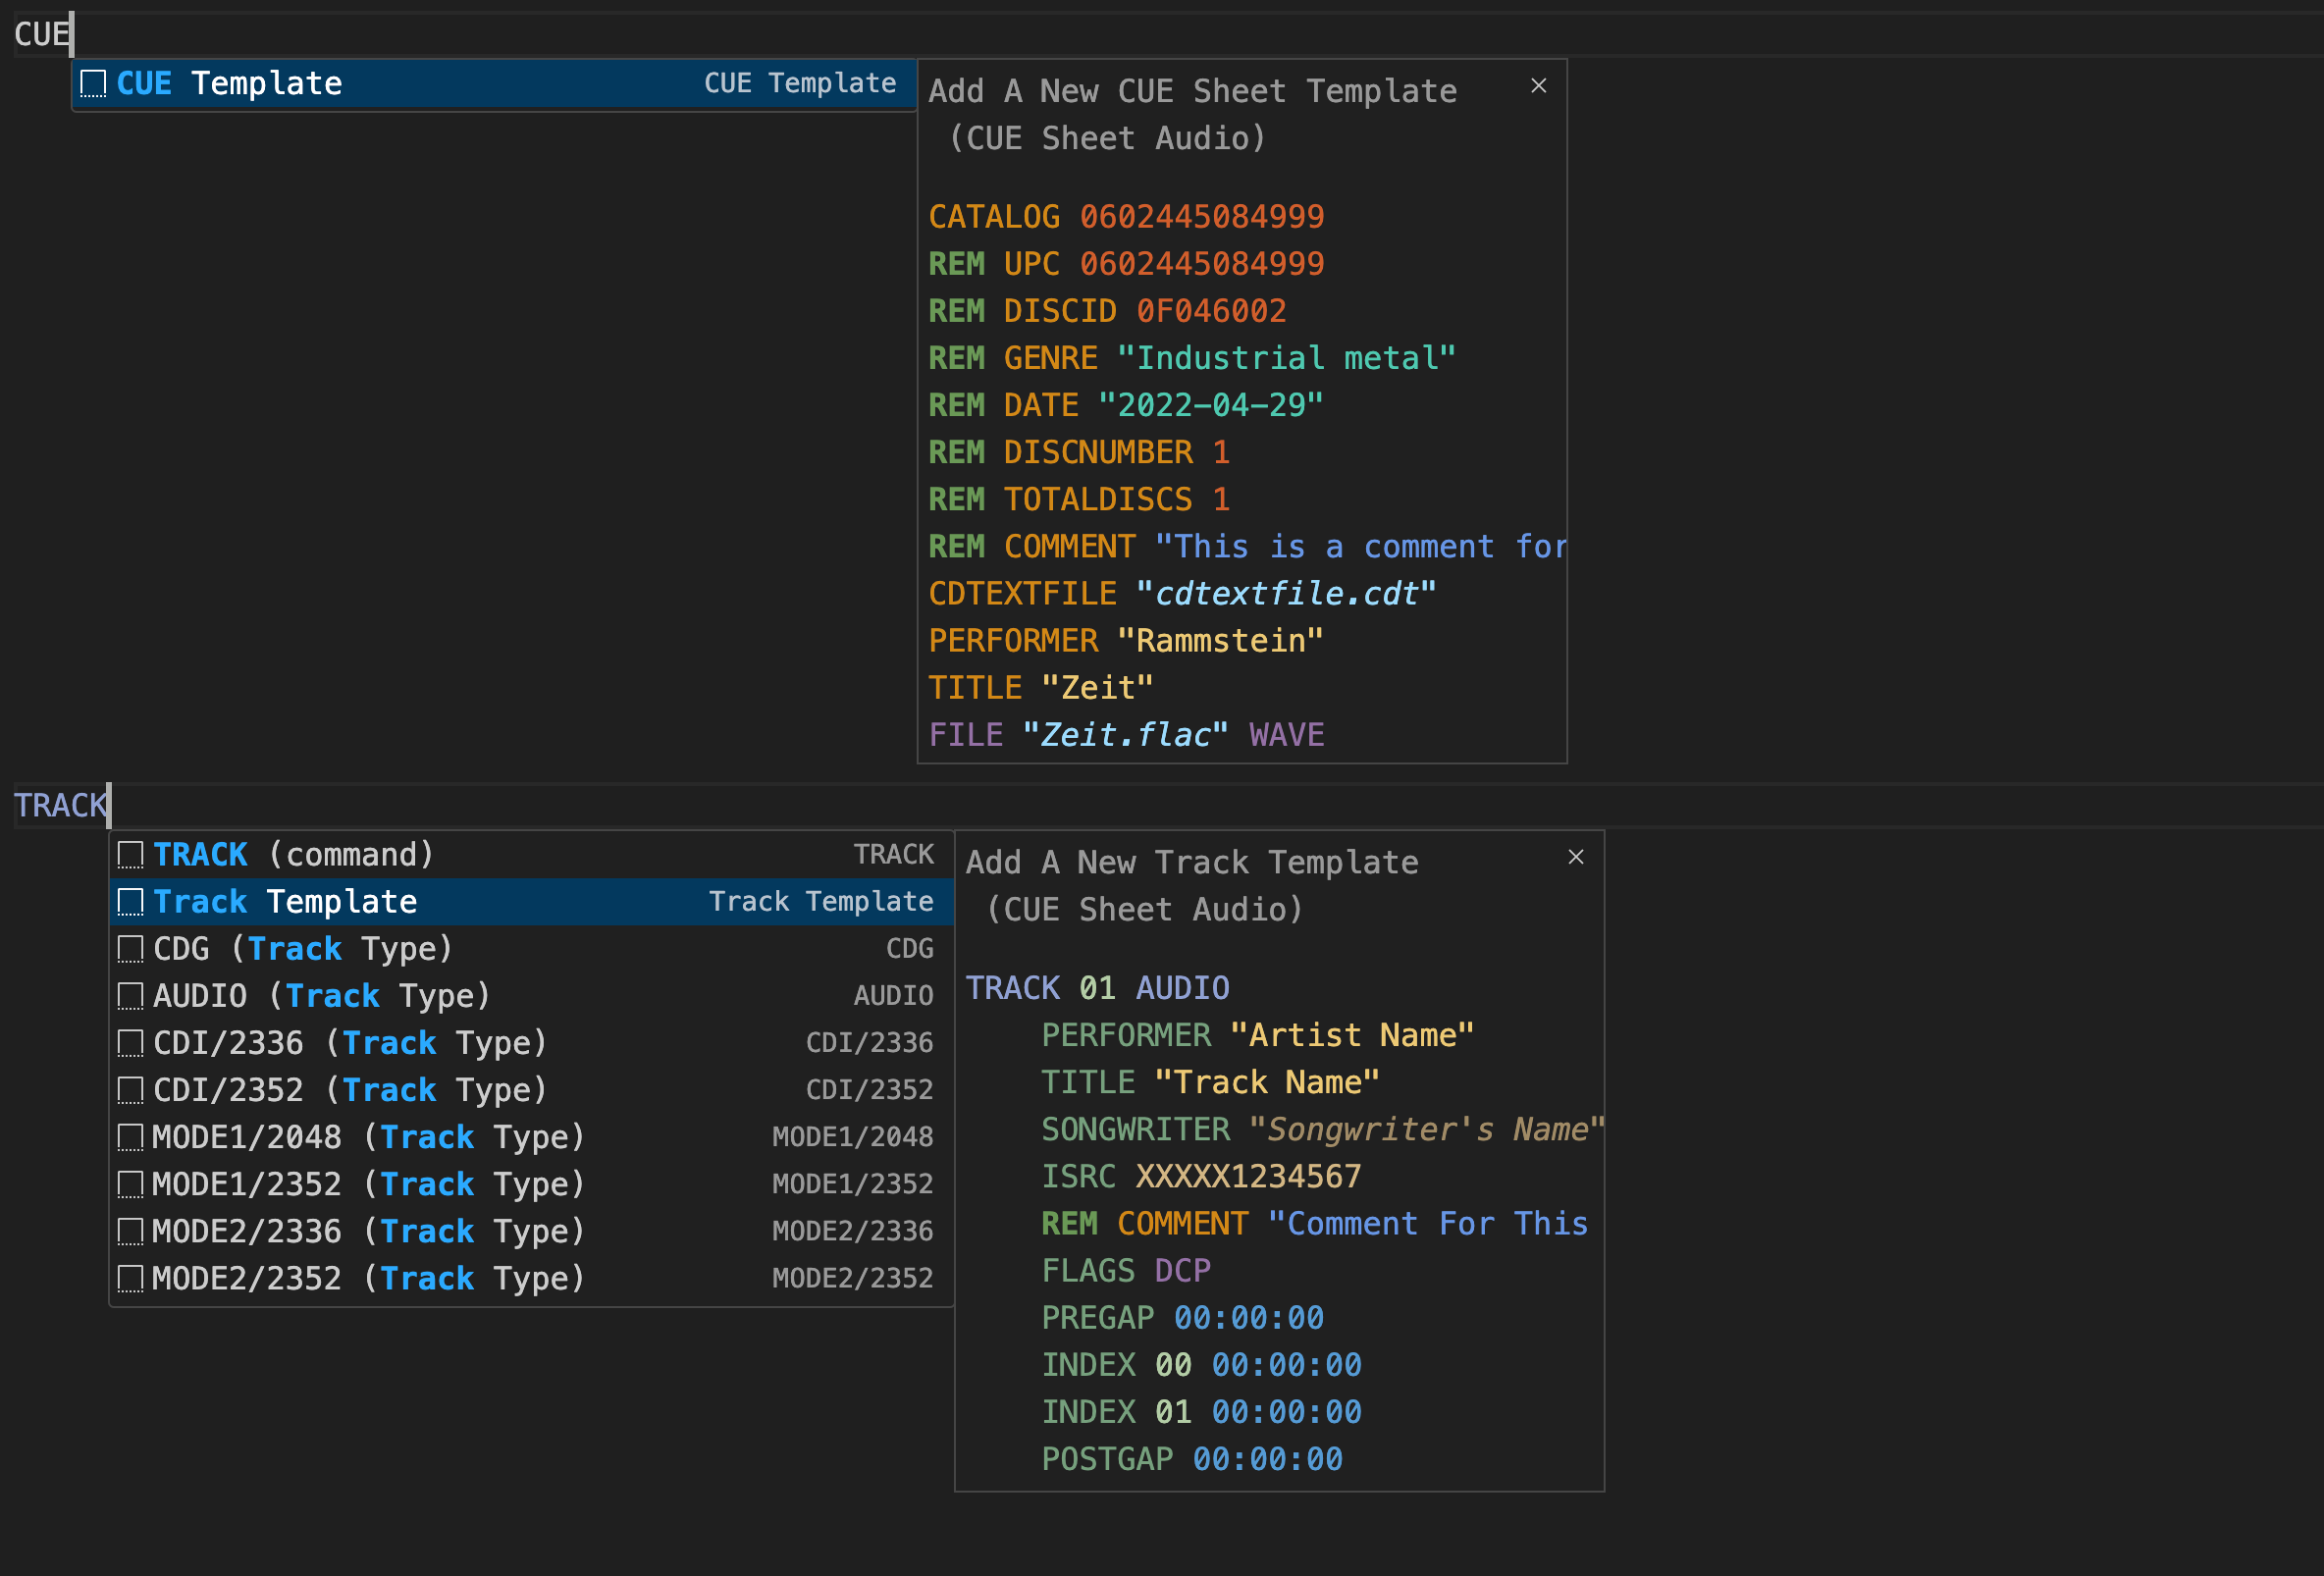 CUE
CUE Template CUE Template
Add A New CUE Sheet Template
(CUE Sheet Audio)
CATALOG 0602445084999
REM UPC 0602445084999
REM DISCID 0F046002
REM GENRE "Industrial metal"
REM DATE "2022-04-29"
REM DISCNUMBER 1
REM TOTALDISCS 1
REM COMMENT "This is a comment for
CDTEXTFILE "cdtextfile.cdt"
PERFORMER "Rammstein"
TITLE "Zeit"
FILE "Zeit.flac" WAVE
TRACK
TRACK (command) TRACK
Track Template Track Template
CDG (Track Type) CDG
AUDIO (Track Type) AUDIO
CDI/2336 (Track Type) CDI/2336
CDI/2352 (Track Type) CDI/2352
MODE1/2048 (Track Type) MODE1/2048
MODE1/2352 (Track Type) MODE1/2352
MODE2/2336 (Track Type) MODE2/2336
MODE2/2352 (Track Type) MODE2/2352
Add A New Track Template
(CUE Sheet Audio)
TRACK 01 AUDIO
PERFORMER "Artist Name"
TITLE "Track Name"
SONGWRITER "Songwriter's Name"
ISRC XXXXX1234567
REM COMMENT "Comment For This
FLAGS DCP
PREGAP 00:00:00
INDEX 00 00:00:00
INDEX 01 00:00:00
POSTGAP 00:00:00